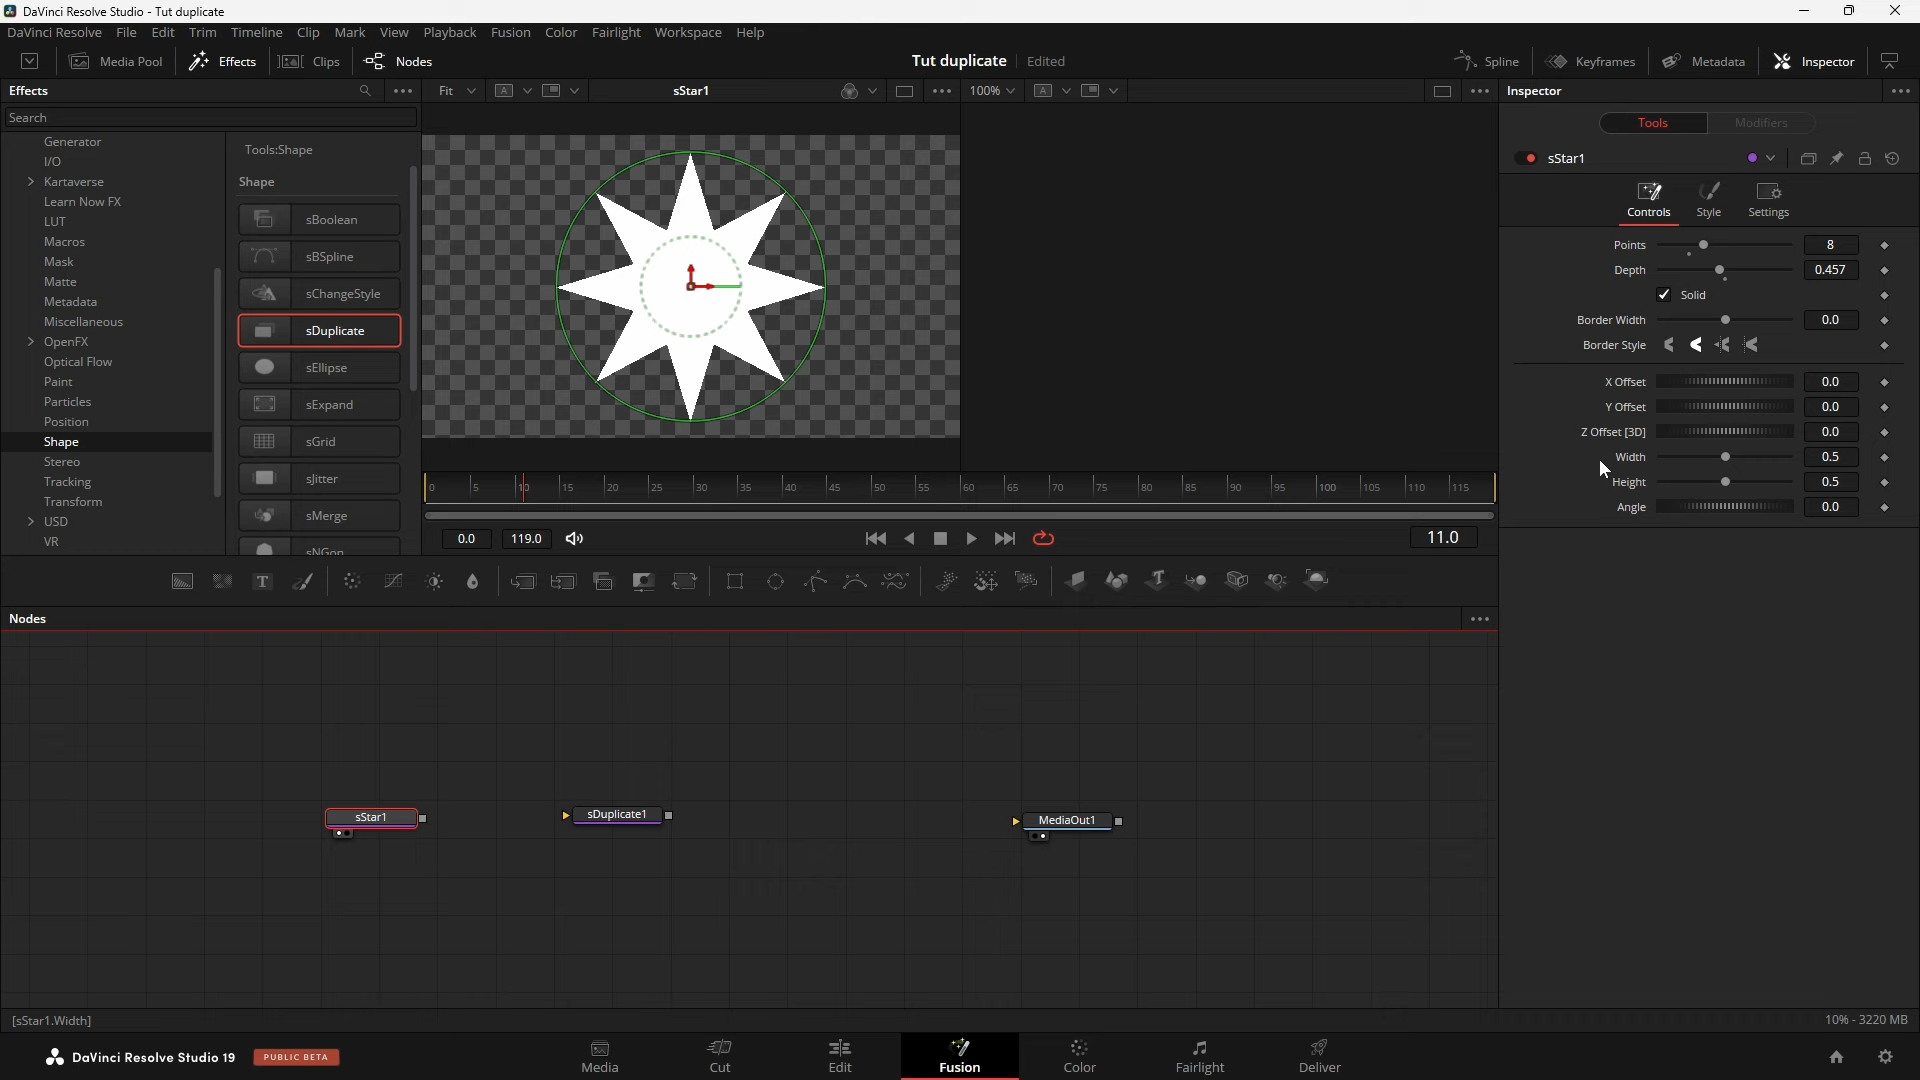 DaVinci Resolve Studio - Tut duplicate
DaVinci Resolve File Edit Trim Timeline Clip Mark View Playback Fusion Color Fairlight Workspace Help
Media Pool Effects Clips Nodes Tut duplicate Edited Spline Keyframes Metadata Inspector
Effects Fit A sStar1 100% A Inspector
Search
Tools Modifiers
Generator
I/O
Kartaverse
Learn Now FX
LUT
Macros
Mask
Matte
Metadata
Miscellaneous
OpenFX
Optical Flow
Paint
Particles
Position
Shape
Stereo
Tracking
Transform
USD
VR
Tools:Shape
Shape
sBoolean
sBSpline
sChangeStyle
sDuplicate
sEllipse
sExpand
sGrid
sJitter
sMerge
sNGon
sStar1
Controls Style Settings
Points 8
Depth 0.457
Solid
Border Width 0.0
Border Style
X Offset 0.0
Y Offset 0.0
Z Offset [3D] 0.0
Width 0.5
Height 0.5
Angle 0.0
0 5 10 15 20 25 30 35 40 45 50 55 60 65 70 75 80 85 90 95 100 105 110 115
0.0 119.0 11.0
T T
Nodes
sStar1 sDuplicate1 MediaOut1
[sStar1.Width] 10% - 3220 MB
DaVinci Resolve Studio 19 PUBLIC BETA Media Cut Edit Fusion Color Fairlight Deliver